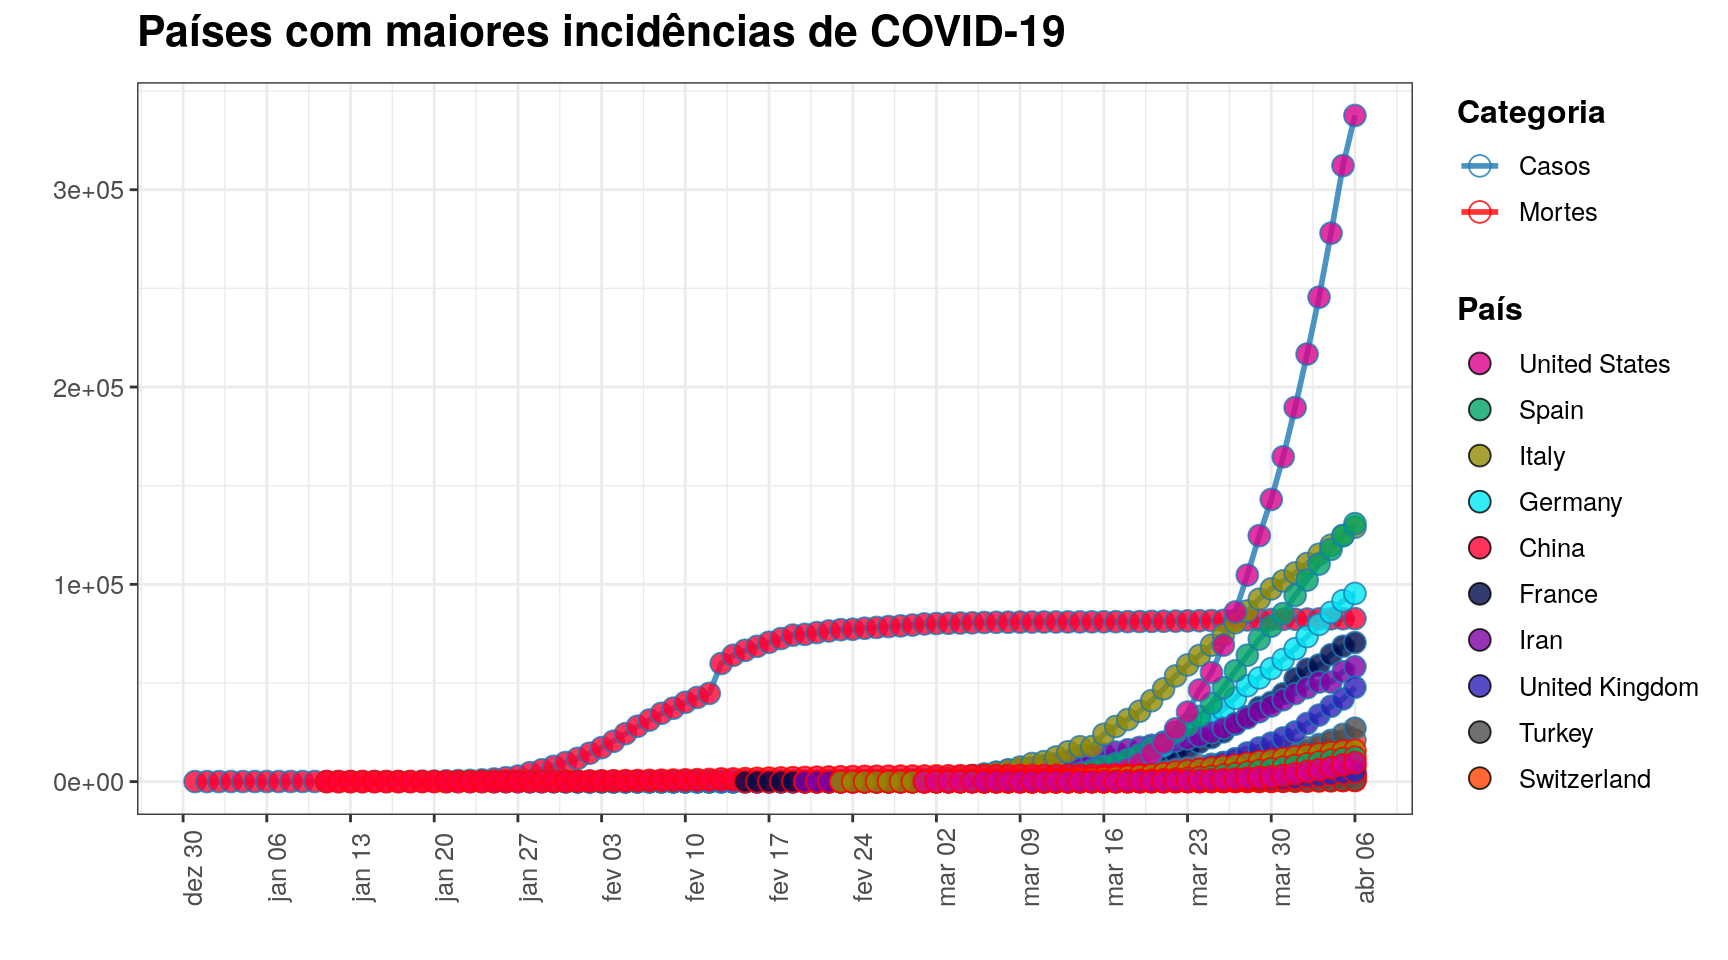 Países com maiores incidências de COVID-19
3e+05
2e+05
1e+05
0e+00
dez 30
jan 06
jan 13
jan 20
jan 27
fev 03
fev 10
fev 17
fev 24
mar 02
mar 09
mar 16
mar 23
mar 30
abr 06
Categoria
Casos
Mortes
País
United States
Spain
Italy
Germany
China
France
Iran
United Kingdom
Turkey
Switzerland